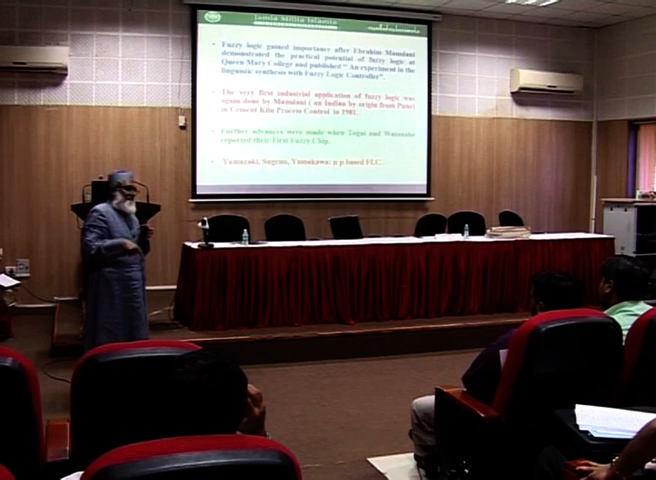 Jamia Millia Islamia
Fuzzy logic gained importance after Ebrahim Mamdani
demonstrated the practical potential of fuzzy logic at
Queen Mary College and published " An experiment in the
linguistic synthesis with Fuzzy Logic Controller".
The very first industrial application of fuzzy logic was
again done by Mamdani ( an Indian by origin from Pune)
in Cement Kiln Process Control in 1981.
Further advances were made when Togai and Watanabe
reported their First Fuzzy Chip.
Yamazaki, Sugeno, Yamakawa: µ p based FLC.